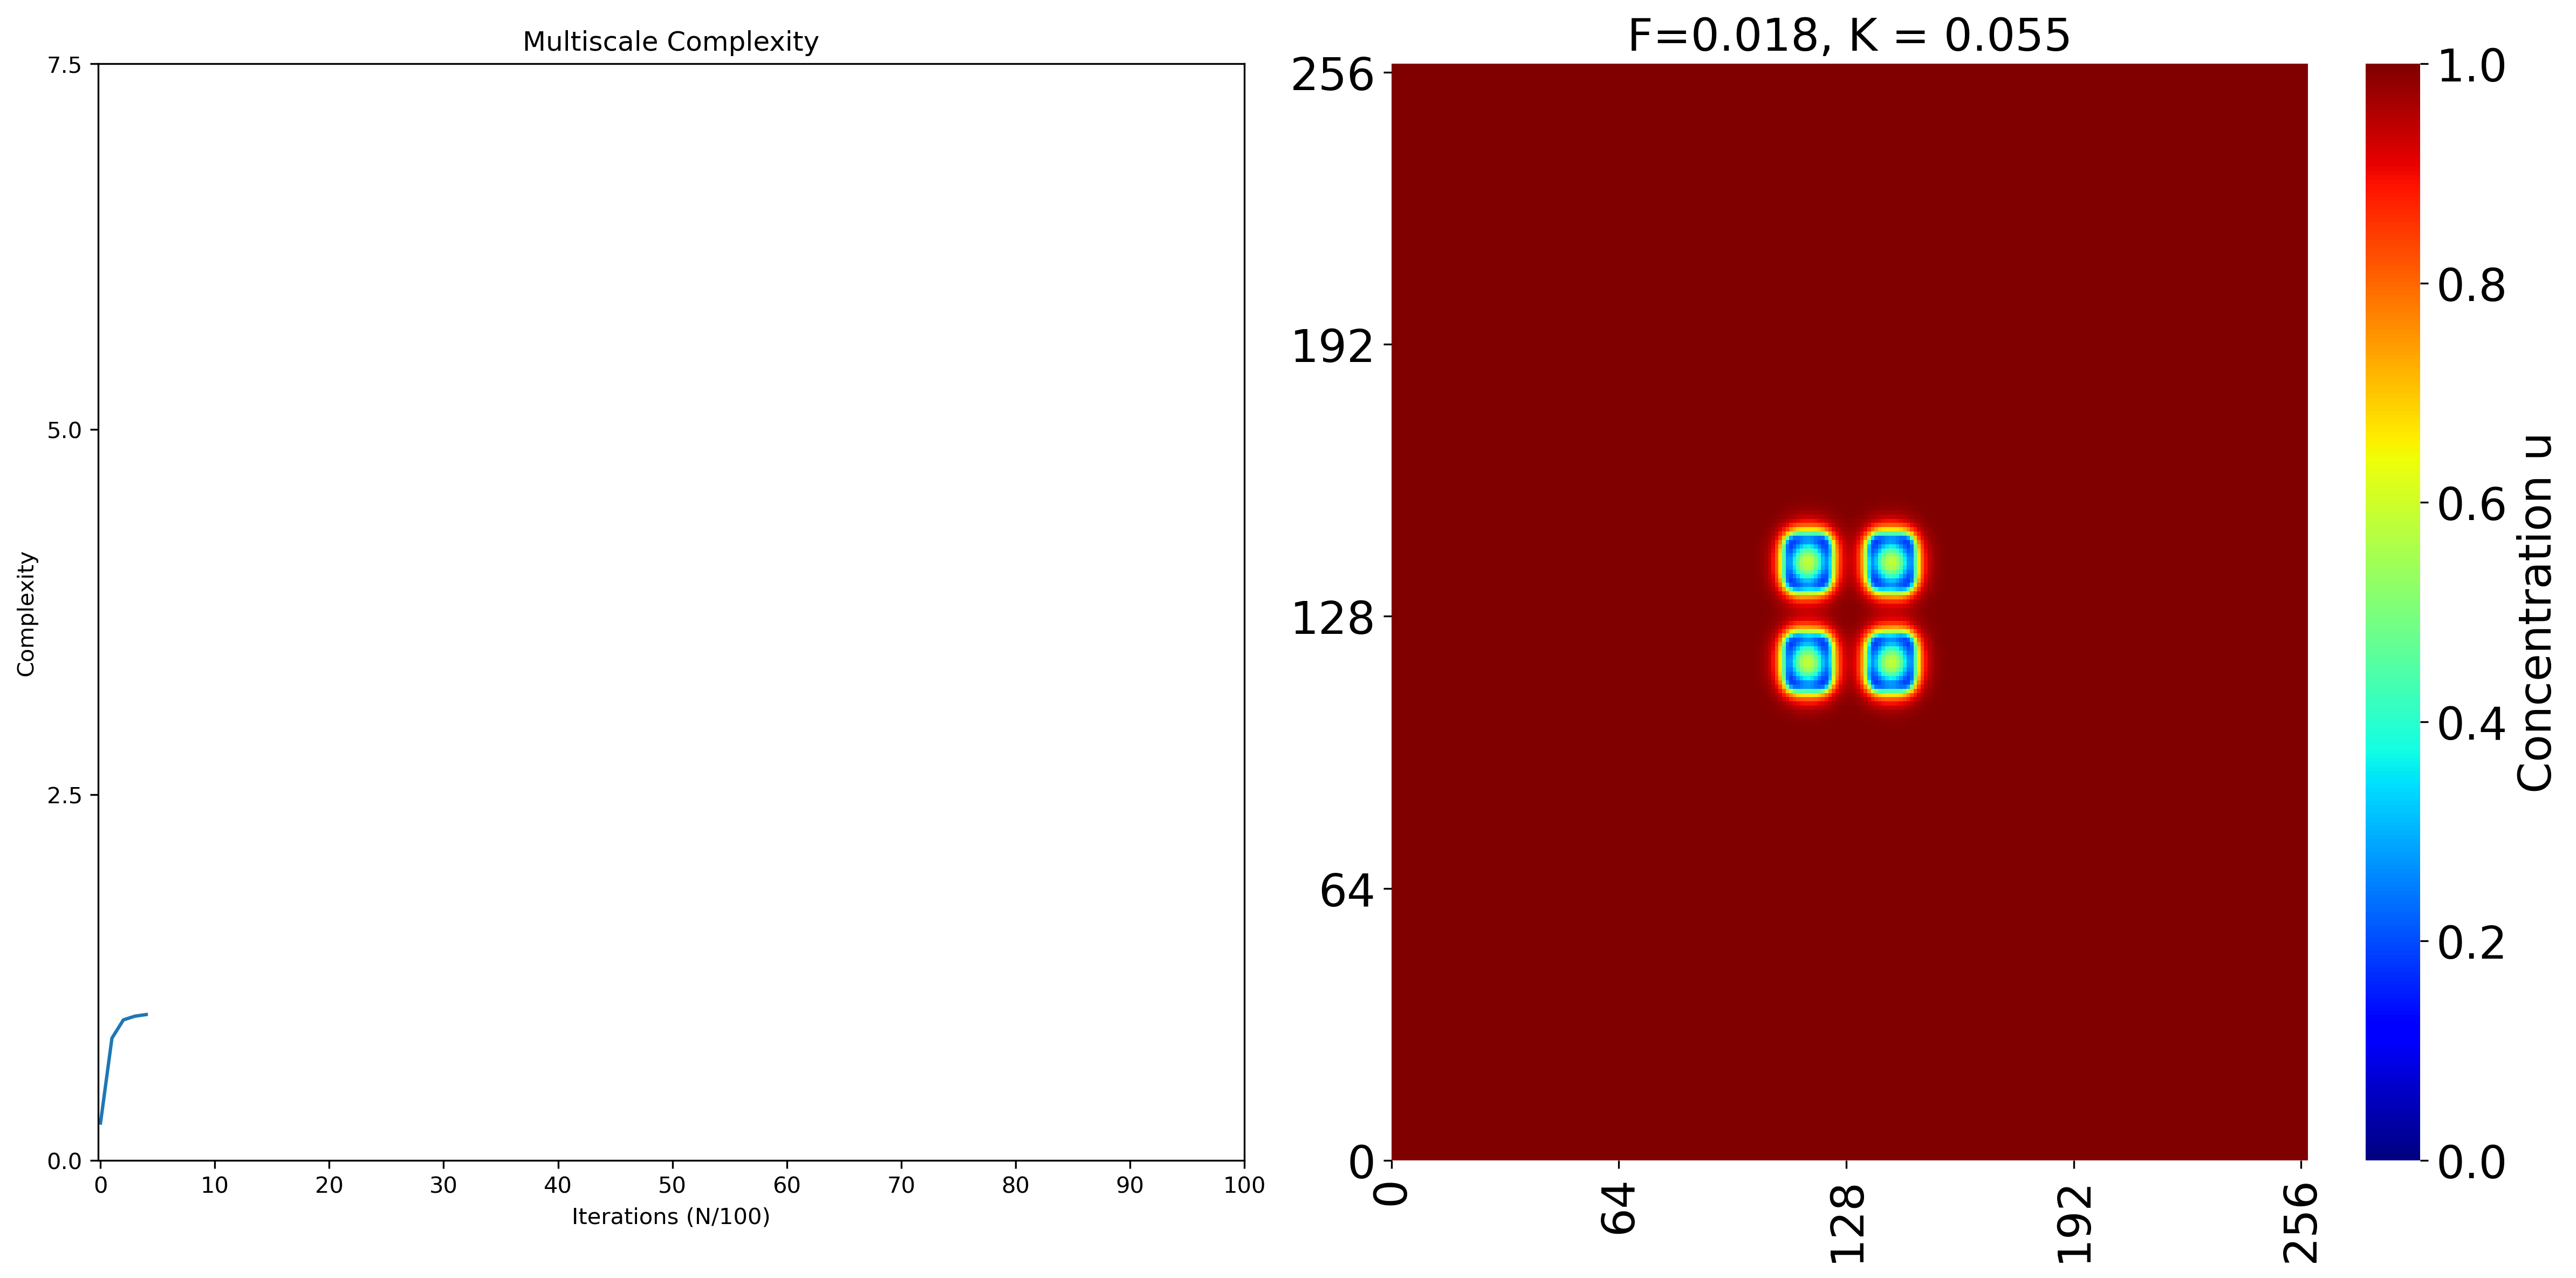 Multiscale Complexity
7.5
5.0
2.5
0.0
Complexity
0 10 20 30 40 50 60 70 80 90 100
Iterations (N/100)
F=0.018, K = 0.055
256
192
128
64
0
0 64 128 192 256
1.0
0.8
0.6
0.4
0.2
0.0
Concentration u